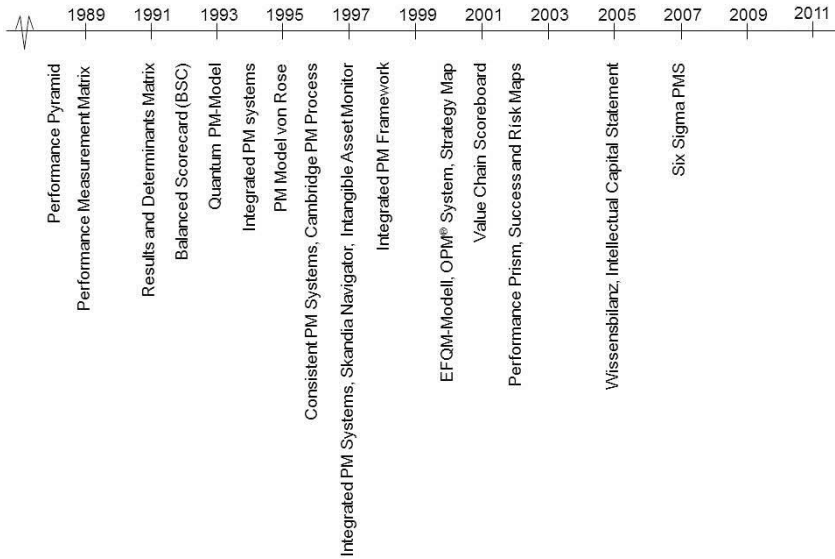 1989 1991 1993 1995 1997 1999 2001 2003 2005 2007 2009 2011
Performance Pyramid
Performance Measurement Matrix
Results and Determinants Matrix
Balanced Scorecard (BSC)
Quantum PM-Model
Integrated PM systems
PM Model von Rose
Consistent PM Systems, Cambridge PM Process
Integrated PM Systems, Skandia Navigator, Intangible Asset Monitor
Integrated PM Framework
EFQM-Modell, OPM® System, Strategy Map
Value Chain Scoreboard
Performance Prism, Success and Risk Maps
Wissensbilanz, Intellectual Capital Statement
Six Sigma PMS